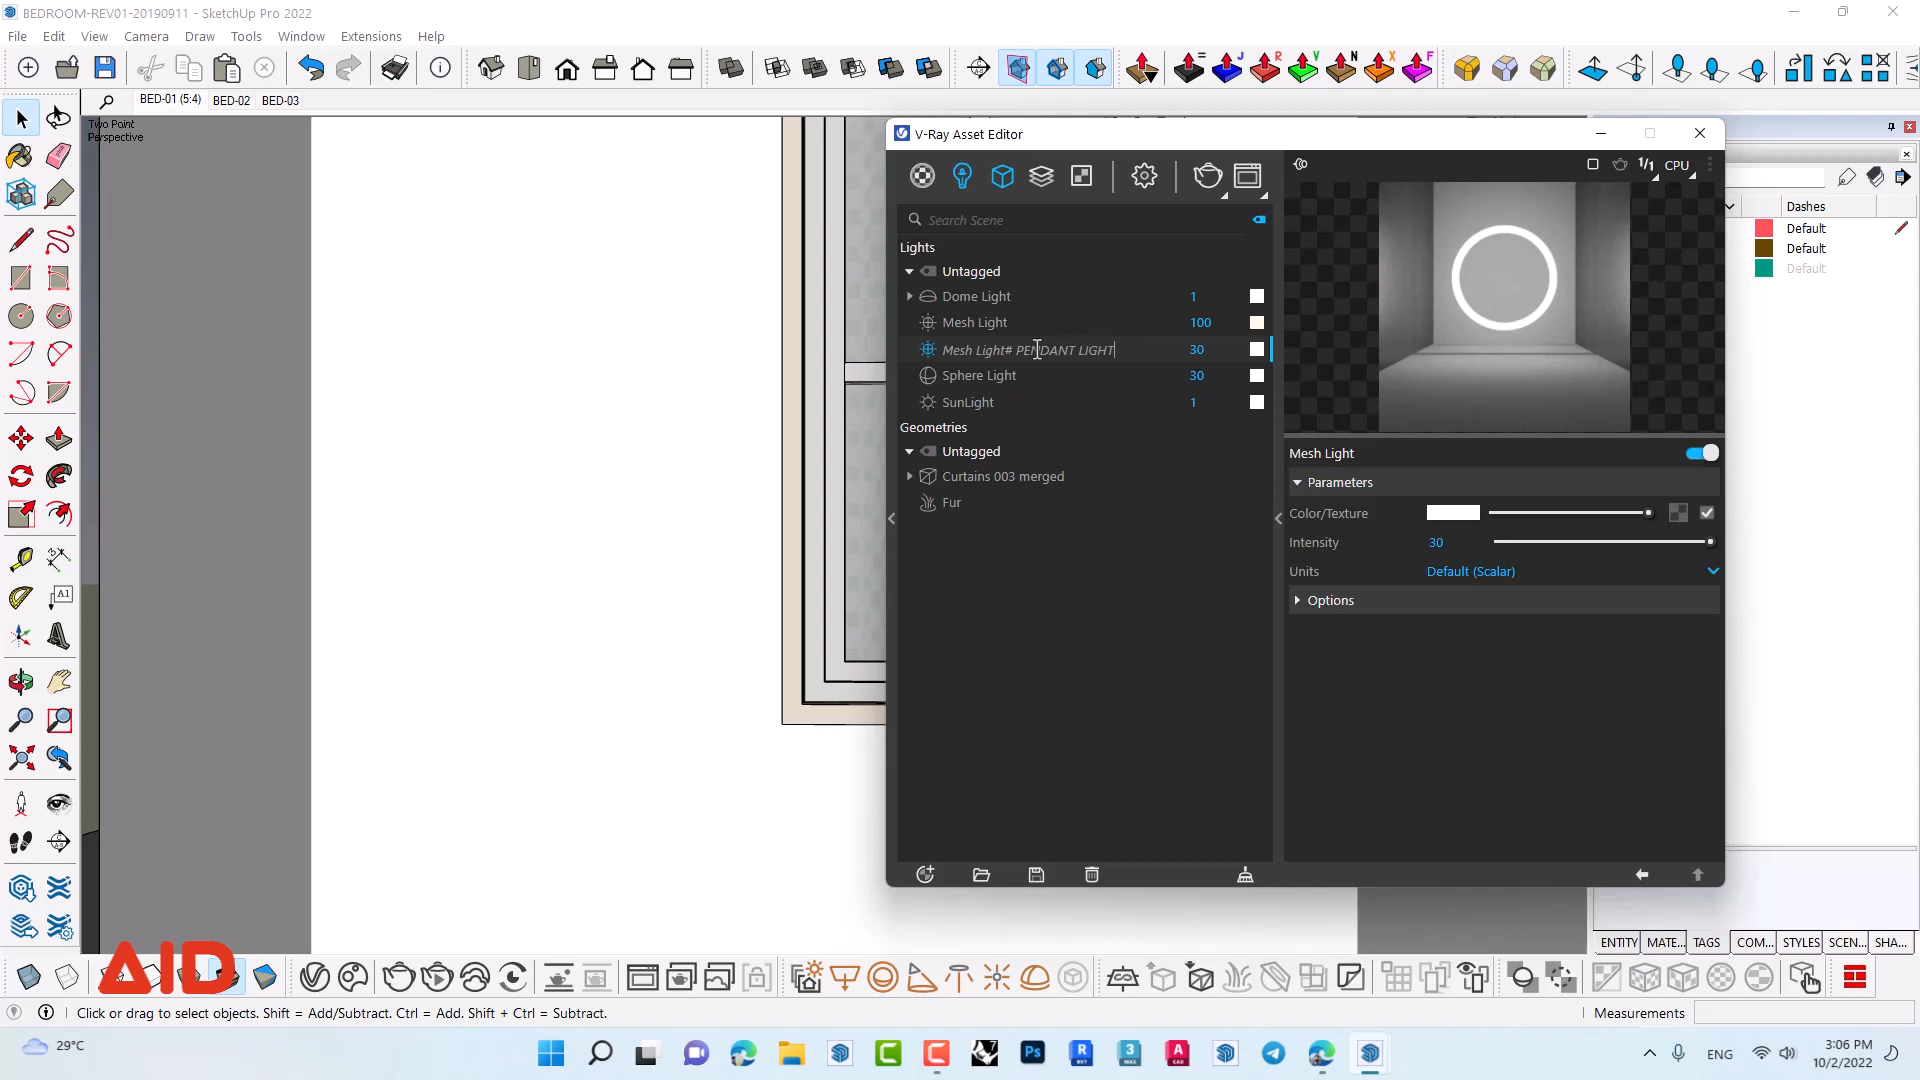 BEDROOM-REV01-20190911 - SketchUp Pro 2022
File Edit View Camera Draw Tools Window Extensions Help
BED-01 (5:4) BED-02 BED-03
Two Point
Perspective
V-Ray Asset Editor
1/1 CPU
Search Scene
Lights
Untagged
Dome Light 1
Mesh Light 100
Mesh Light# PENDANT LIGHT 30
Sphere Light 30
SunLight 1
Geometries
Untagged
Curtains 003 merged
Fur
Mesh Light
Parameters
Color/Texture
Intensity 30
Units Default (Scalar)
Options
Dashes
Default
Default
Default
ENTITY MATE... TAGS COM... STYLES SCEN... SHA...
AID
Click or drag to select objects. Shift = Add/Subtract. Ctrl = Add. Shift + Ctrl = Subtract.
Measurements
29°C
ENG
3:06 PM
10/2/2022